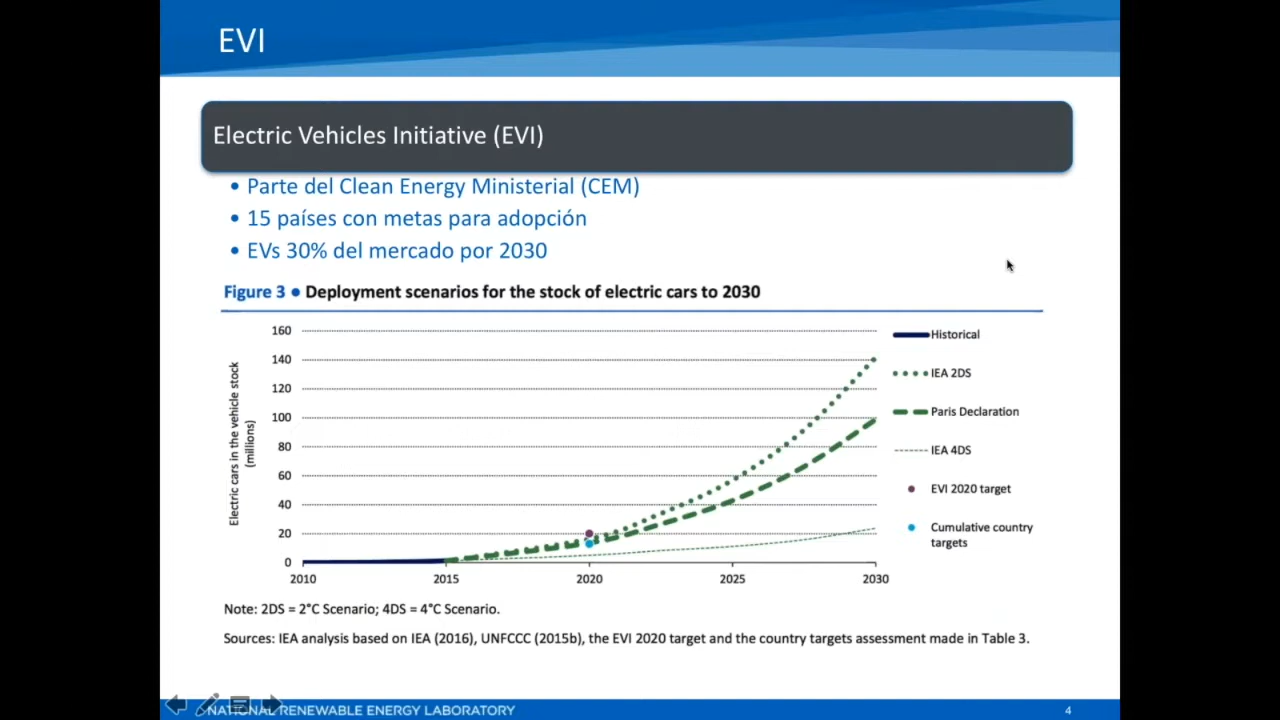 EVI
Electric Vehicles Initiative (EVI)
• Parte del Clean Energy Ministerial (CEM)
• 15 países con metas para adopción
• EVs 30% del mercado por 2030
Figure 3 • Deployment scenarios for the stock of electric cars to 2030
Electric cars in the vehicle stock
(millions)
160
140
120
100
80
60
40
20
0
2010 2015 2020 2025 2030
Historical
IEA 2DS
Paris Declaration
IEA 4DS
EVI 2020 target
Cumulative country
targets
Note: 2DS = 2°C Scenario; 4DS = 4°C Scenario.
Sources: IEA analysis based on IEA (2016), UNFCCC (2015b), the EVI 2020 target and the country targets assessment made in Table 3.
NATIONAL RENEWABLE ENERGY LABORATORY
4